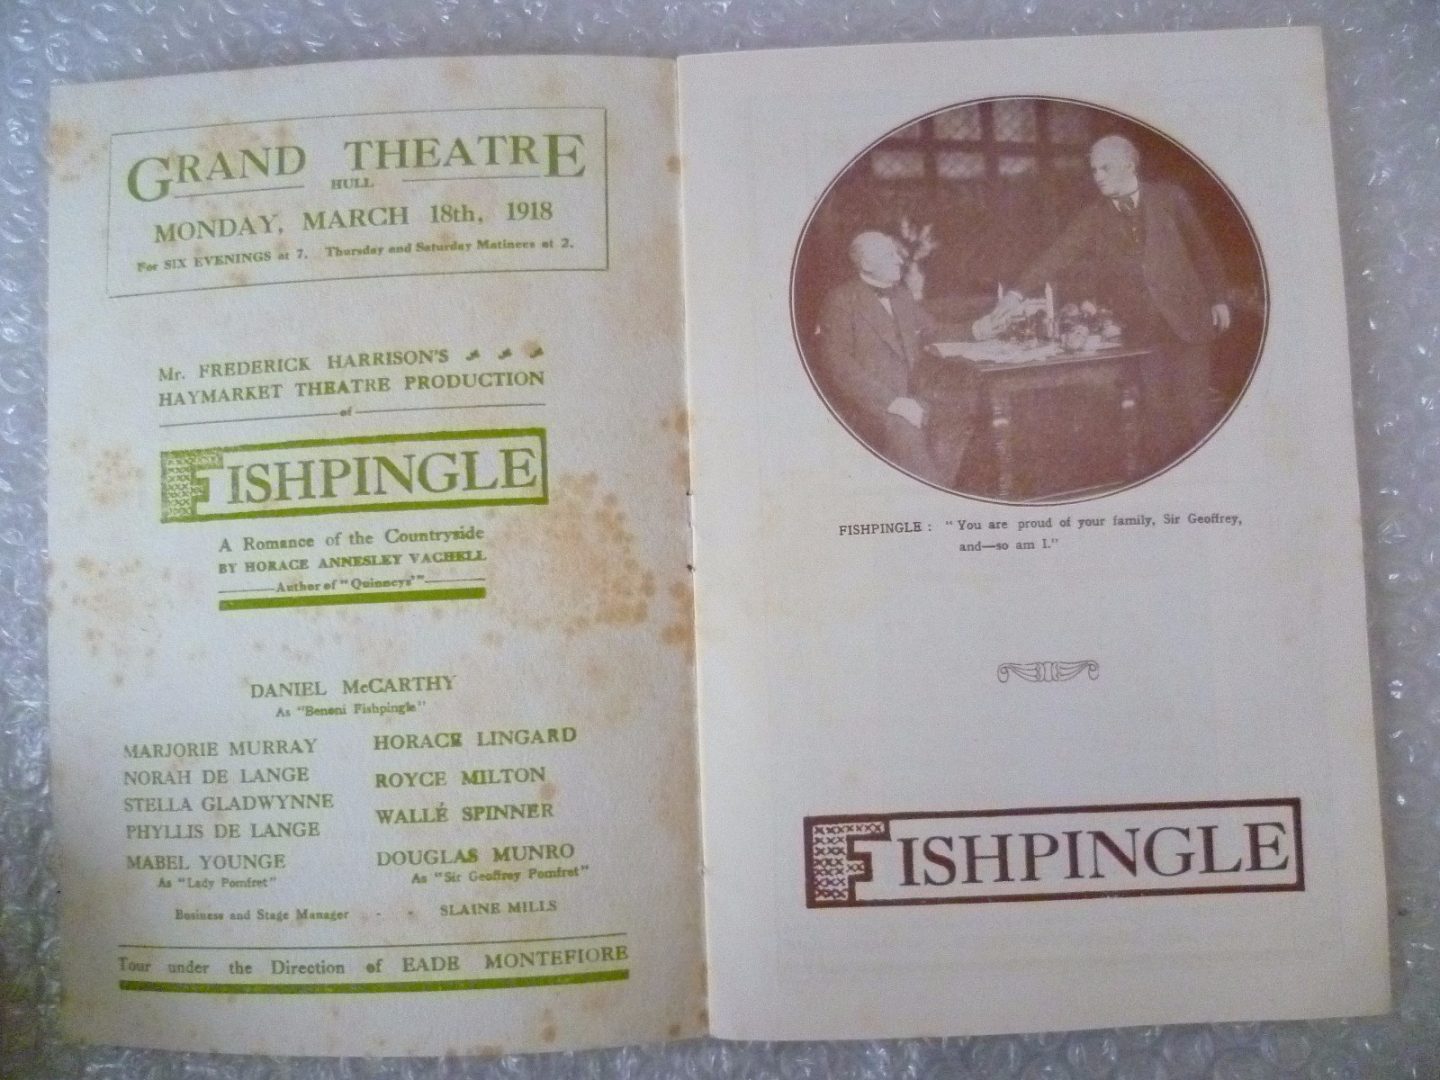 GRAND THEATRE
HULL
MONDAY, MARCH 18th, 1918
For SIX EVENINGS at 7. Thursday and Saturday Matinees at 2.
Mr. FREDERICK HARRISON'S
HAYMARKET THEATRE PRODUCTION
of
FISHPINGLE
A Romance of the Countryside
BY HORACE ANNESLEY VACHELL
Author of "Quinneys'"
DANIEL McCARTHY
As "Benoni Fishpingle"
MARJORIE MURRAY
NORAH DE LANGE
STELLA GLADWYNNE
PHYLLIS DE LANGE
MABEL YOUNGE
As "Lady Pomfret"
HORACE LINGARD
ROYCE MILTON
WALLÉ SPINNER
DOUGLAS MUNRO
As "Sir Geoffrey Pomfret"
Business and Stage Manager - - SLAINE MILLS
Tour under the Direction of EADE MONTEFIORE
FISHPINGLE : "You are proud of your family, Sir Geoffrey,
and—so am I."
FISHPINGLE